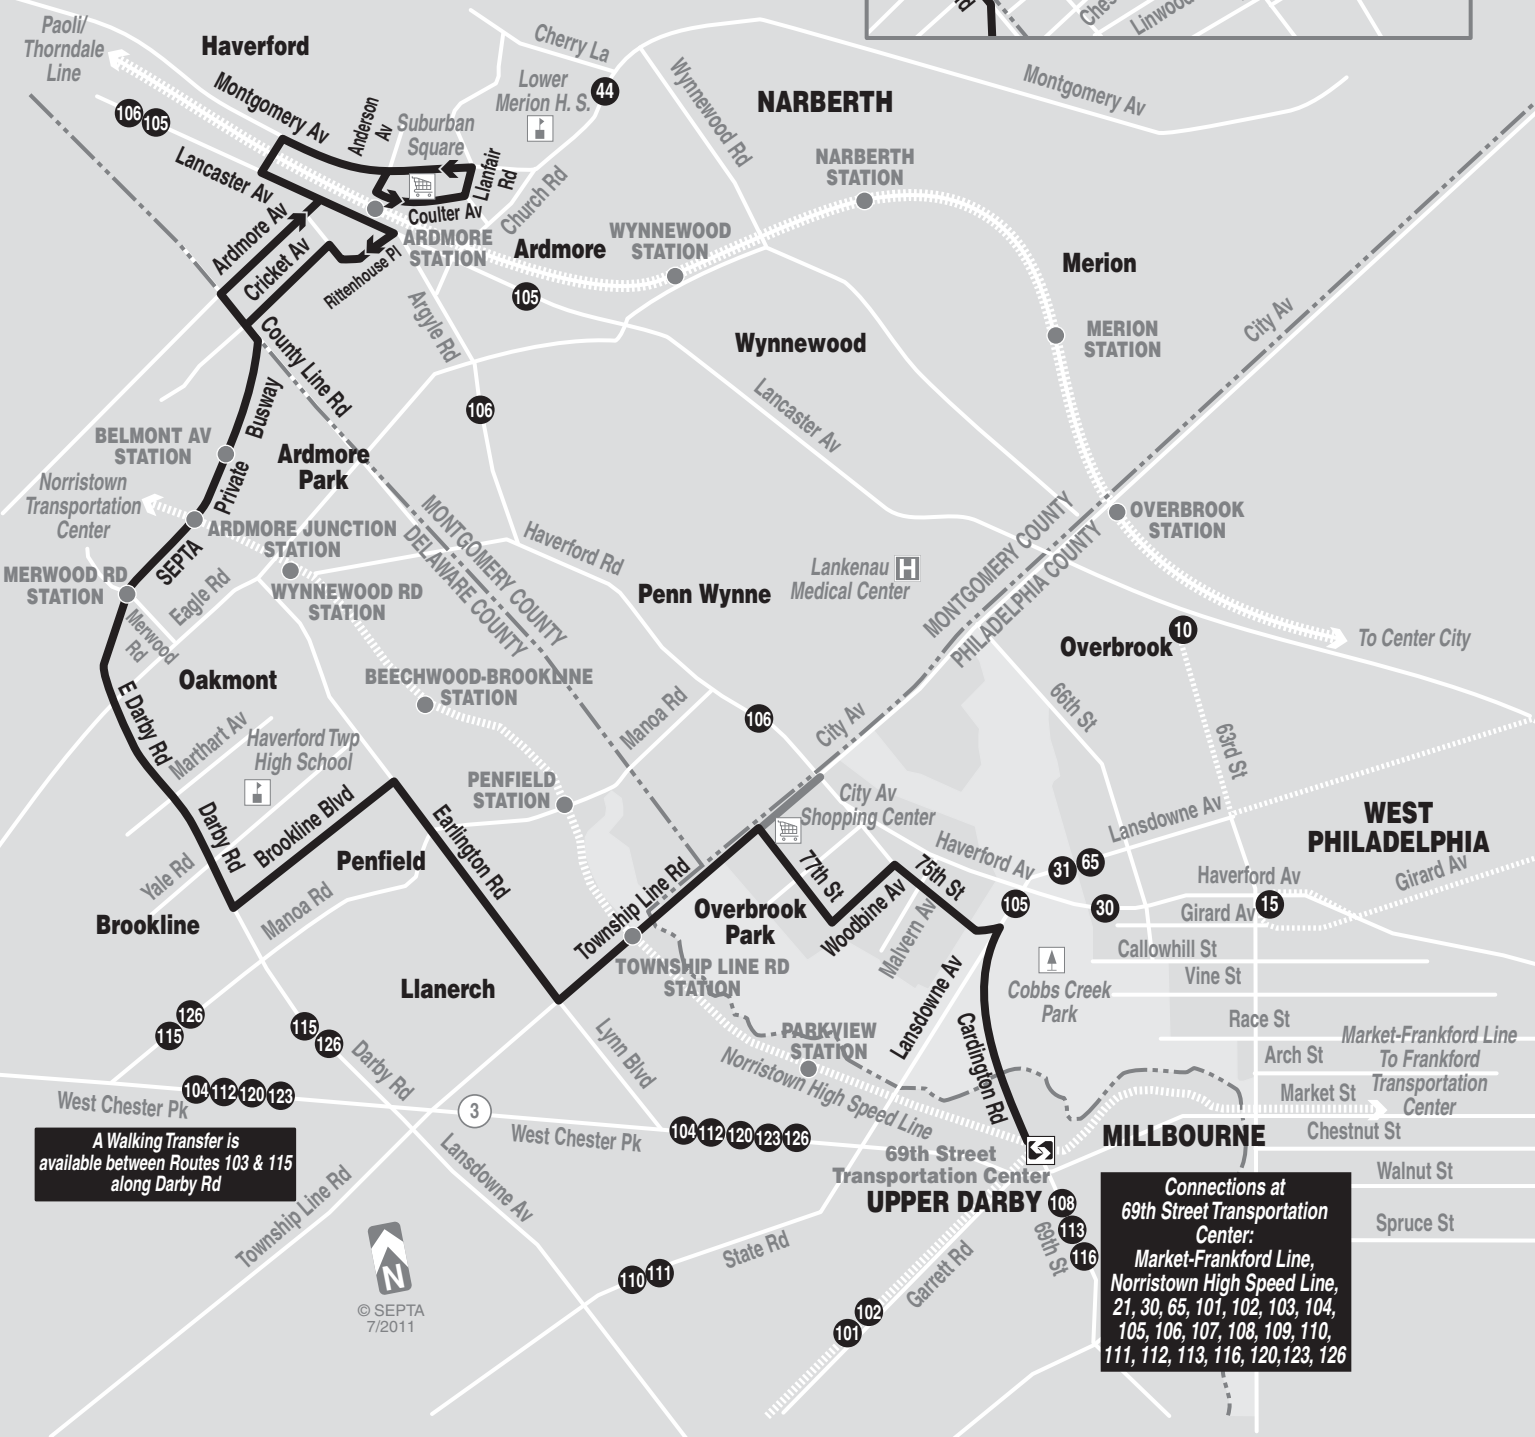 Paoli/
Thorndale
Line
Haverford
Cherry La
Lower
Merion H. S.
44
Linwood
Montgomery Av
106
105
Montgomery Av
Anderson
Av
Suburban
Square
Wynnewood Rd
NARBERTH
NARBERTH
STATION
Lancaster Av
Llanfair
Rd
Church Rd
Coulter Av
ARDMORE
STATION
Ardmore
WYNNEWOOD
STATION
Ardmore Av
Cricket Av
Rittenhouse Pl
105
Argyle Rd
Merion
MERION
STATION
City Av
Wynnewood
County Line Rd
Lancaster Av
106
Busway
Private
SEPTA
BELMONT AV
STATION
Ardmore
Park
Norristown
Transportation
Center
ARDMORE JUNCTION
STATION
MONTGOMERY COUNTY
DELAWARE COUNTY
Haverford Rd
MONTGOMERY COUNTY
PHILADELPHIA COUNTY
OVERBROOK
STATION
Lankenau
Medical Center
H
MERWOOD RD
STATION
Eagle Rd
WYNNEWOOD RD
STATION
Merwood
Rd
Penn Wynne
Overbrook
10
To Center City
Oakmont
BEECHWOOD-BROOKLINE
STATION
E Darby Rd
Marthart Av
Haverford Twp
High School
Manoa Rd
106
City Av
66th St
63rd St
PENFIELD
STATION
City Av
Shopping Center
Lansdowne Av
WEST
PHILADELPHIA
Darby Rd
Brookline Blvd
Penfield
Earlington Rd
Haverford Av
31
65
Haverford Av
Girard Av
Yale Rd
Manoa Rd
Township Line Rd
77th St
75th St
Woodbine Av
Malvern Av
105
30
Girard Av
15
Brookline
Overbrook
Park
Callowhill St
Vine St
Llanerch
TOWNSHIP LINE RD
STATION
Lansdowne Av
Cobbs Creek
Park
Race St
126
115
115
126
Lynn Blvd
PARKVIEW
STATION
Cardington Rd
Arch St
Market-Frankford Line
To Frankford
Transportation
Center
Darby Rd
Norristown High Speed Line
Market St
104
112
120
123
West Chester Pk
3
West Chester Pk
104
112
120
123
126
69th Street
Transportation Center
MILLBOURNE
Chestnut St
A Walking Transfer is
available between Routes 103 & 115
along Darby Rd
Lansdowne Av
UPPER DARBY
108
113
116
69th St
Walnut St
Spruce St
Township Line Rd
N
© SEPTA
7/2011
110
111
State Rd
Garrett Rd
102
101
Connections at
69th Street Transportation
Center:
Market-Frankford Line,
Norristown High Speed Line,
21, 30, 65, 101, 102, 103, 104,
105, 106, 107, 108, 109, 110,
111, 112, 113, 116, 120,123, 126